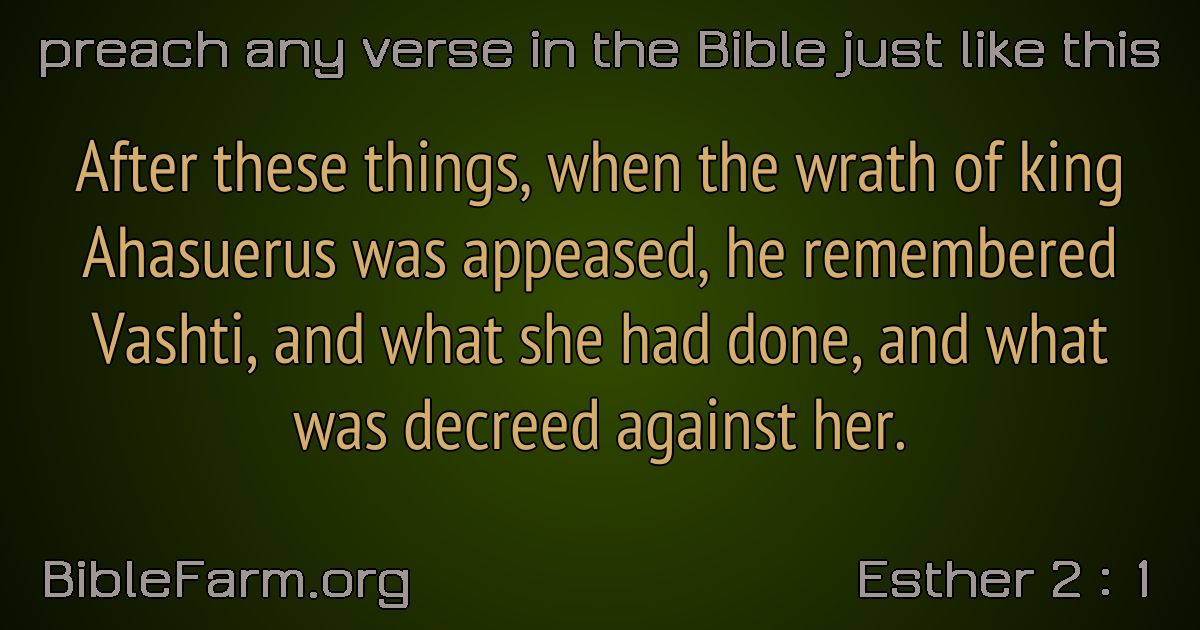 preach any verse in the Bible just like this
After these things, when the wrath of king
Ahasuerus was appeased, he remembered
Vashti, and what she had done, and what
was decreed against her.
BibleFarm.org
Esther 2 : 1